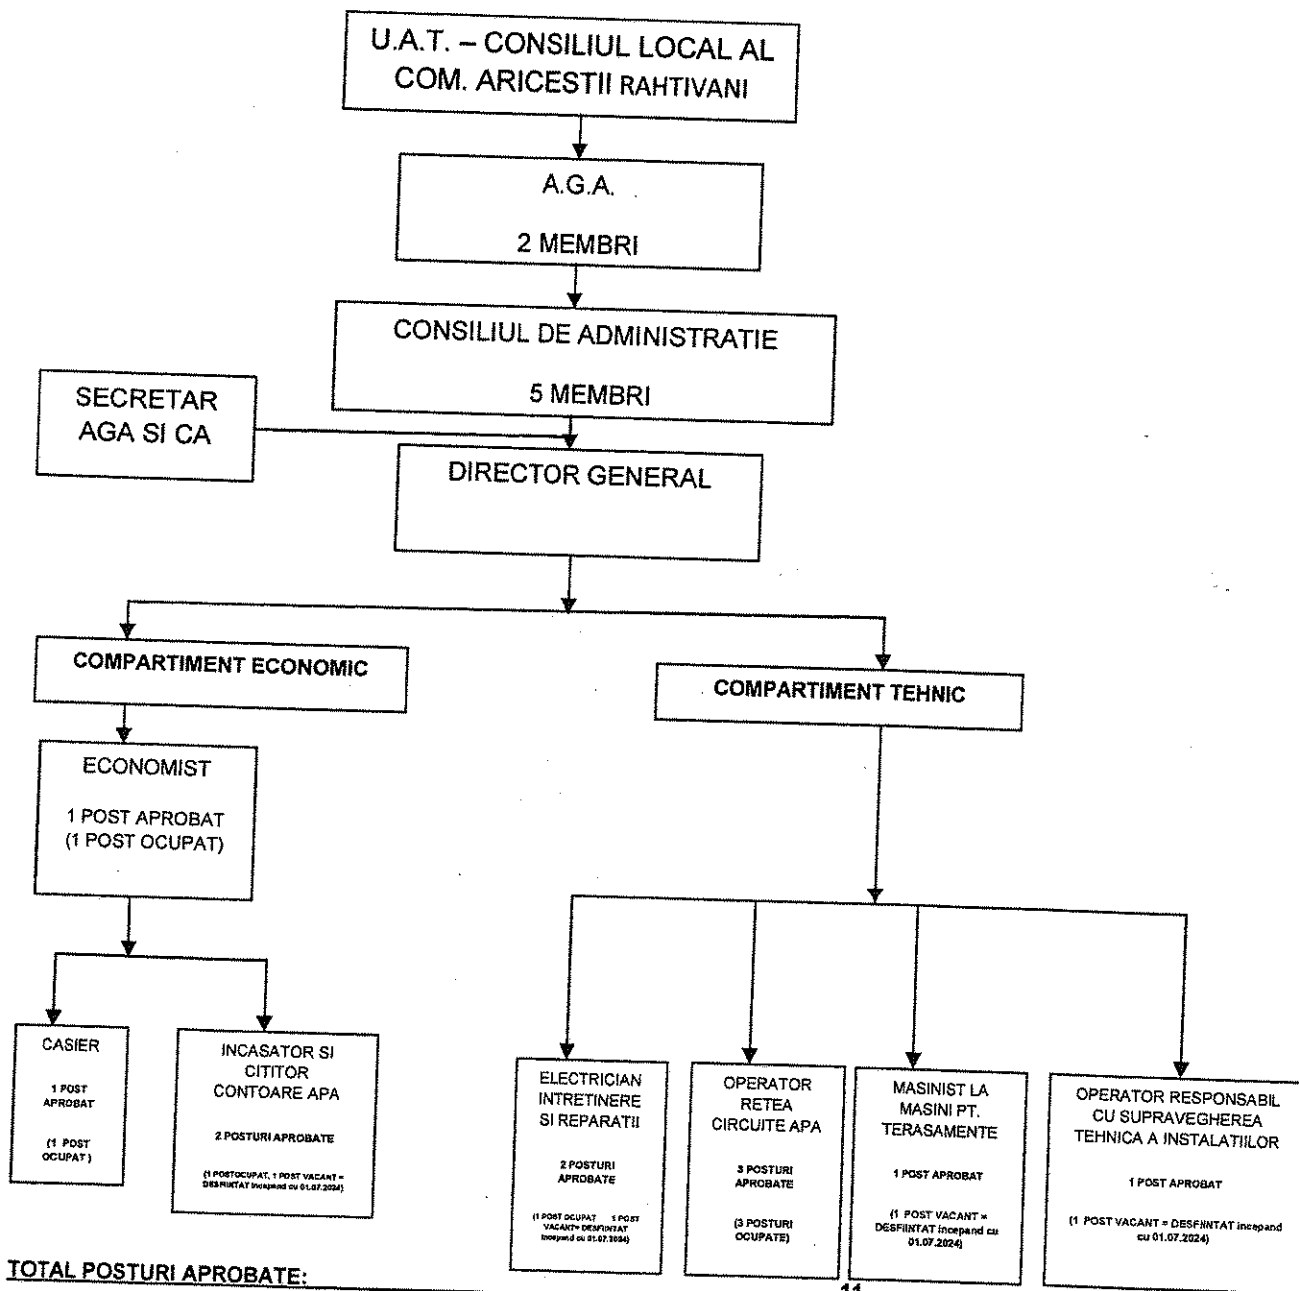 U.A.T. – CONSILIUL LOCAL AL
COM. ARICESTII RAHTIVANI
A.G.A.
2 MEMBRI
CONSILIUL DE ADMINISTRATIE
5 MEMBRI
SECRETAR
AGA SI CA
DIRECTOR GENERAL
COMPARTIMENT ECONOMIC
COMPARTIMENT TEHNIC
ECONOMIST
1 POST APROBAT
(1 POST OCUPAT)
CASIER
1 POST
APROBAT
(1 POST
OCUPAT )
INCASATOR SI
CITITOR
CONTOARE APA
2 POSTURI APROBATE
(1 POSTOCUPAT, 1 POST VACANT =
DESFIINTAT incepand cu 01.07.2024)
ELECTRICIAN
INTRETINERE
SI REPARATII
2 POSTURI
APROBATE
(1 POST OCUPAT 1 POST
VACANT= DESFIINTAT
incepand cu 01.07.2024)
OPERATOR
RETEA
CIRCUITE APA
3 POSTURI
APROBATE
(3 POSTURI
OCUPATE)
MASINIST LA
MASINI PT.
TERASAMENTE
1 POST APROBAT
(1 POST VACANT =
DESFIINTAT incepand cu
01.07.2024)
OPERATOR RESPONSABIL
CU SUPRAVEGHEREA
TEHNICA A INSTALATIILOR
1 POST APROBAT
(1 POST VACANT = DESFIINTAT incepand
cu 01.07.2024)
TOTAL POSTURI APROBATE:
11